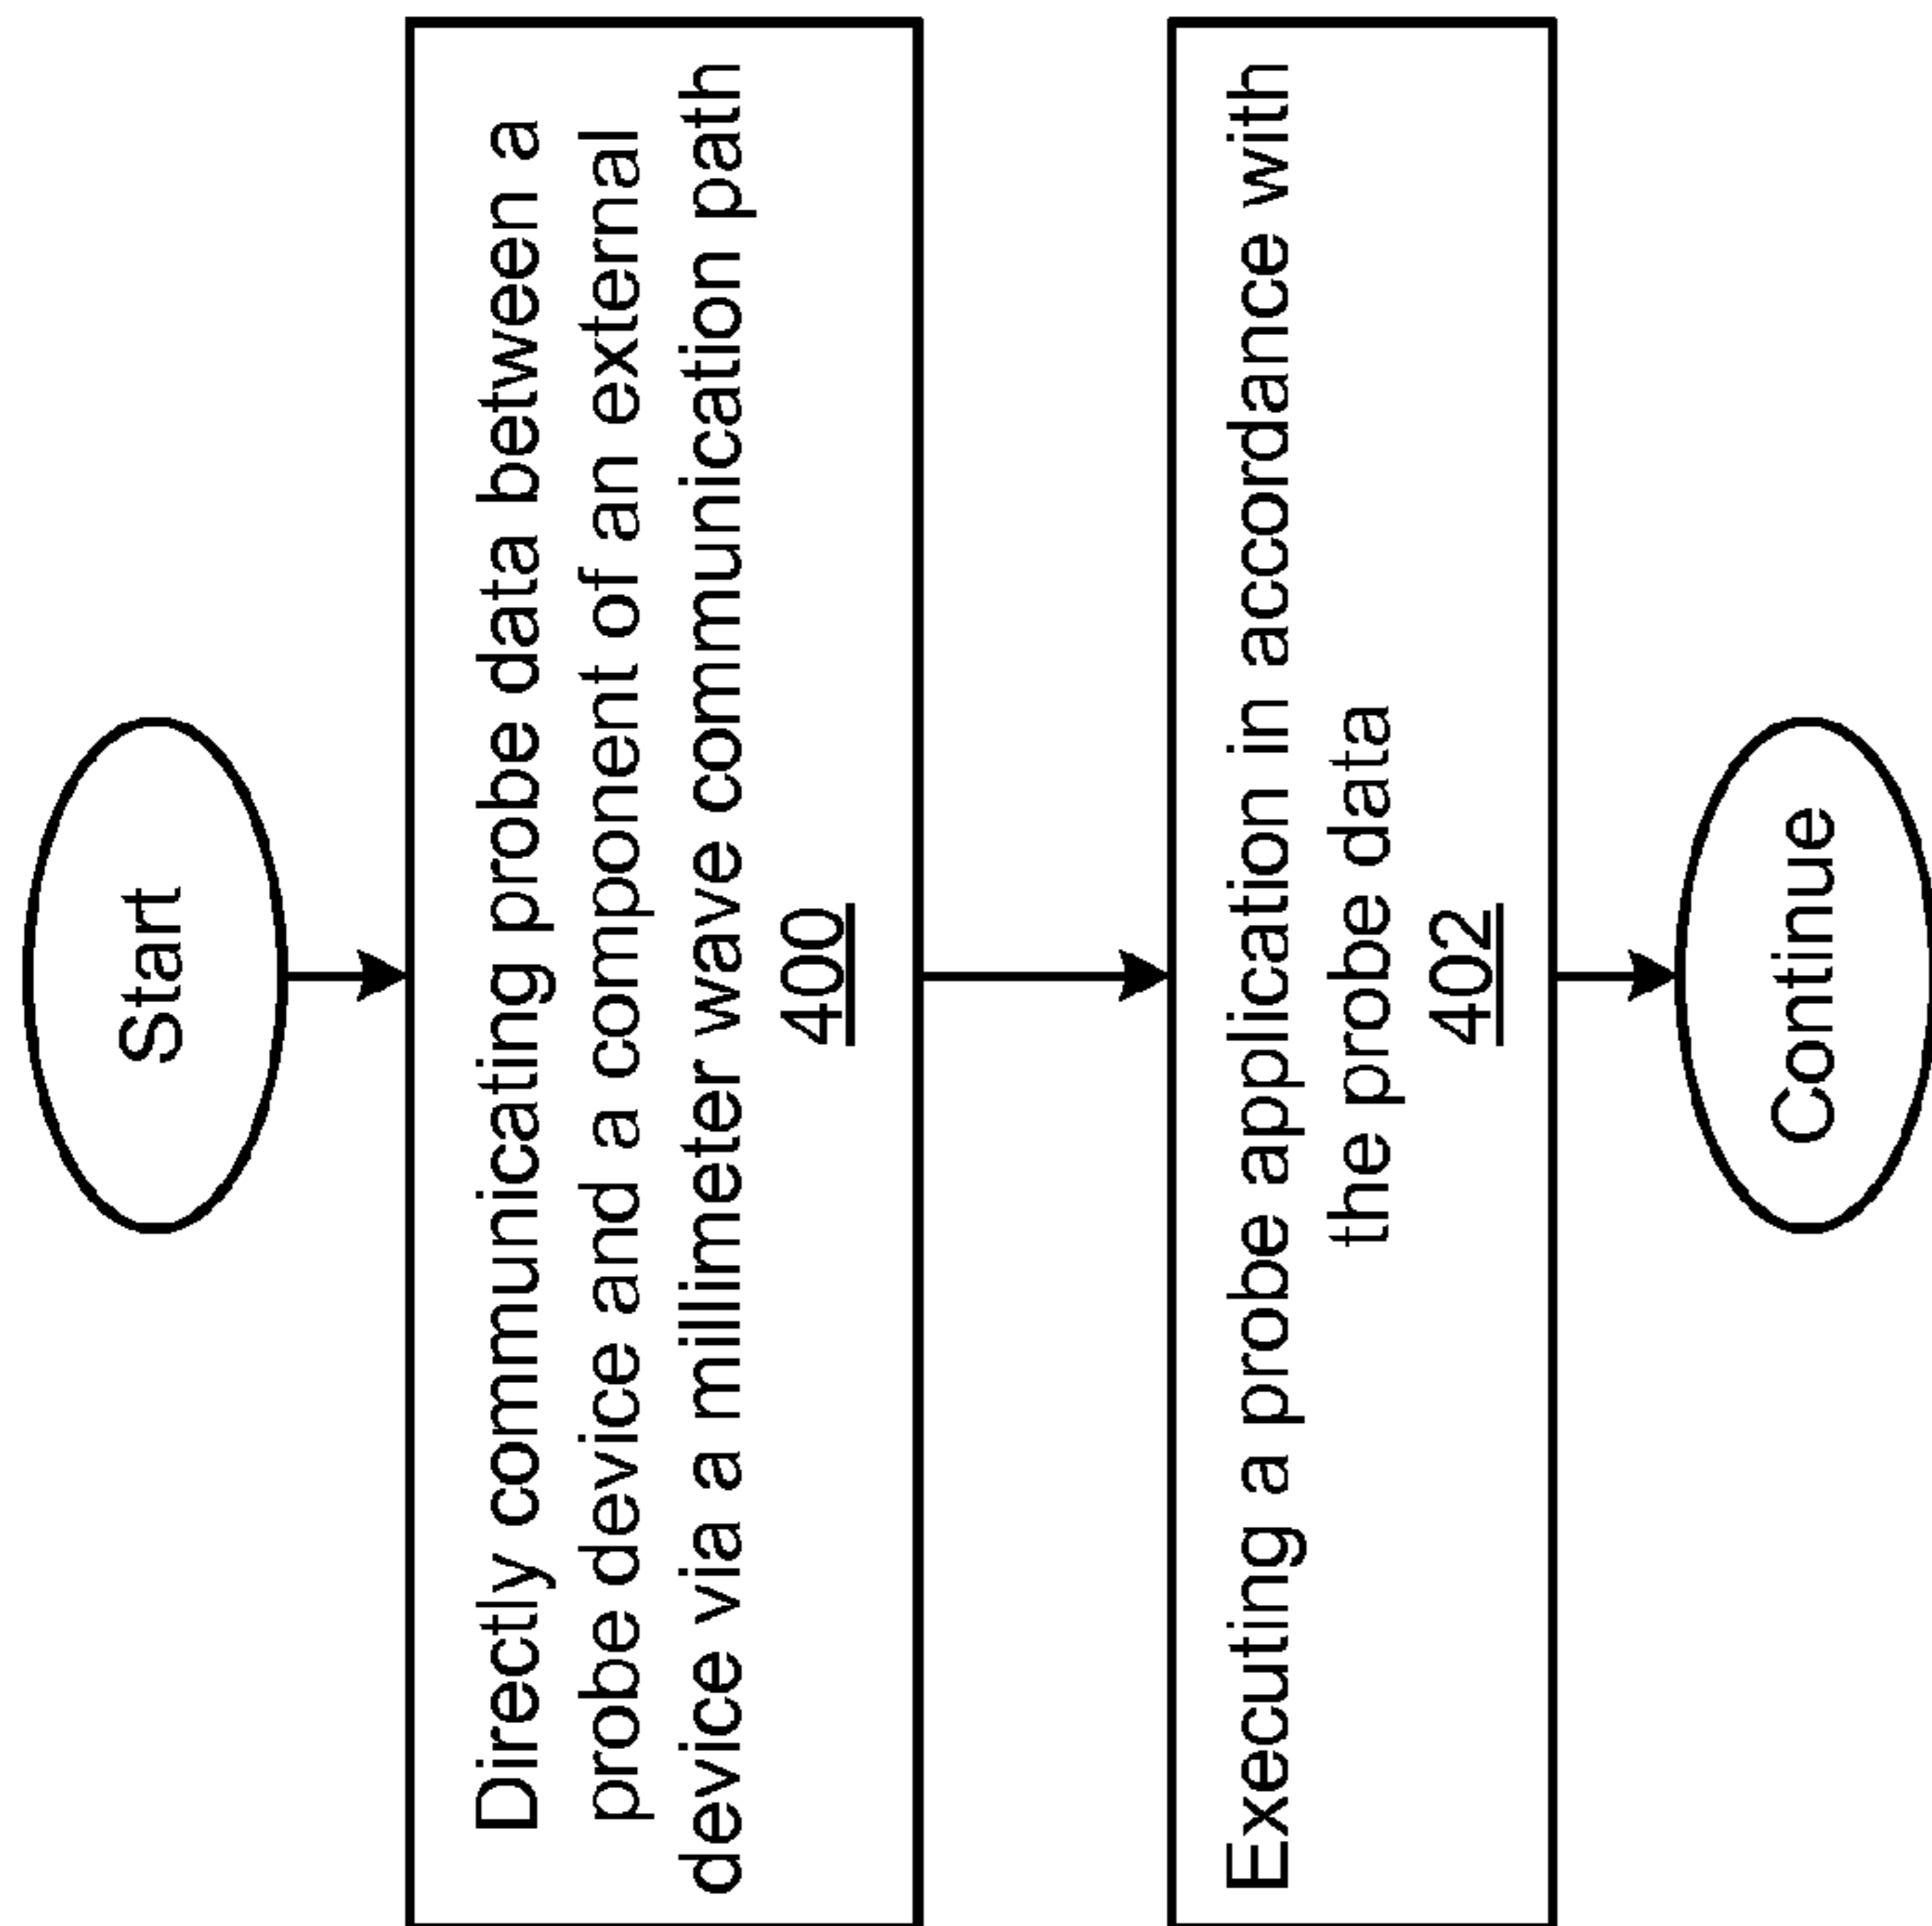 Start
Directly communicating probe data between a
probe device and a component of an external
device via a millimeter wave communication path
400
Executing a probe application in accordance with
the probe data
402
Continue